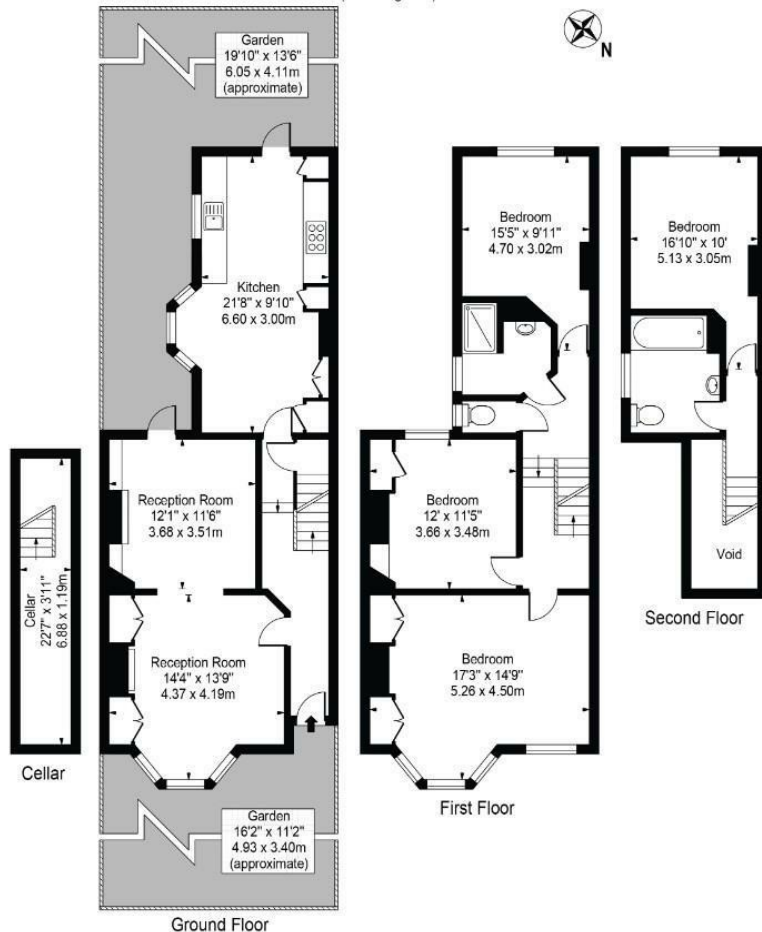 Garden
19'10" x 13'6"
6.05 x 4.11m
(approximate)
N
Kitchen
21'8" x 9'10"
6.60 x 3.00m
Reception Room
12'1" x 11'6"
3.68 x 3.51m
Reception Room
14'4" x 13'9"
4.37 x 4.19m
Garden
16'2" x 11'2"
4.93 x 3.40m
(approximate)
Ground Floor
Cellar
22'7" x 3'11"
6.88 x 1.19m
Cellar
Bedroom
15'5" x 9'11"
4.70 x 3.02m
Bedroom
12' x 11'5"
3.66 x 3.48m
Bedroom
17'3" x 14'9"
5.26 x 4.50m
First Floor
Bedroom
16'10" x 10'
5.13 x 3.05m
Void
Second Floor